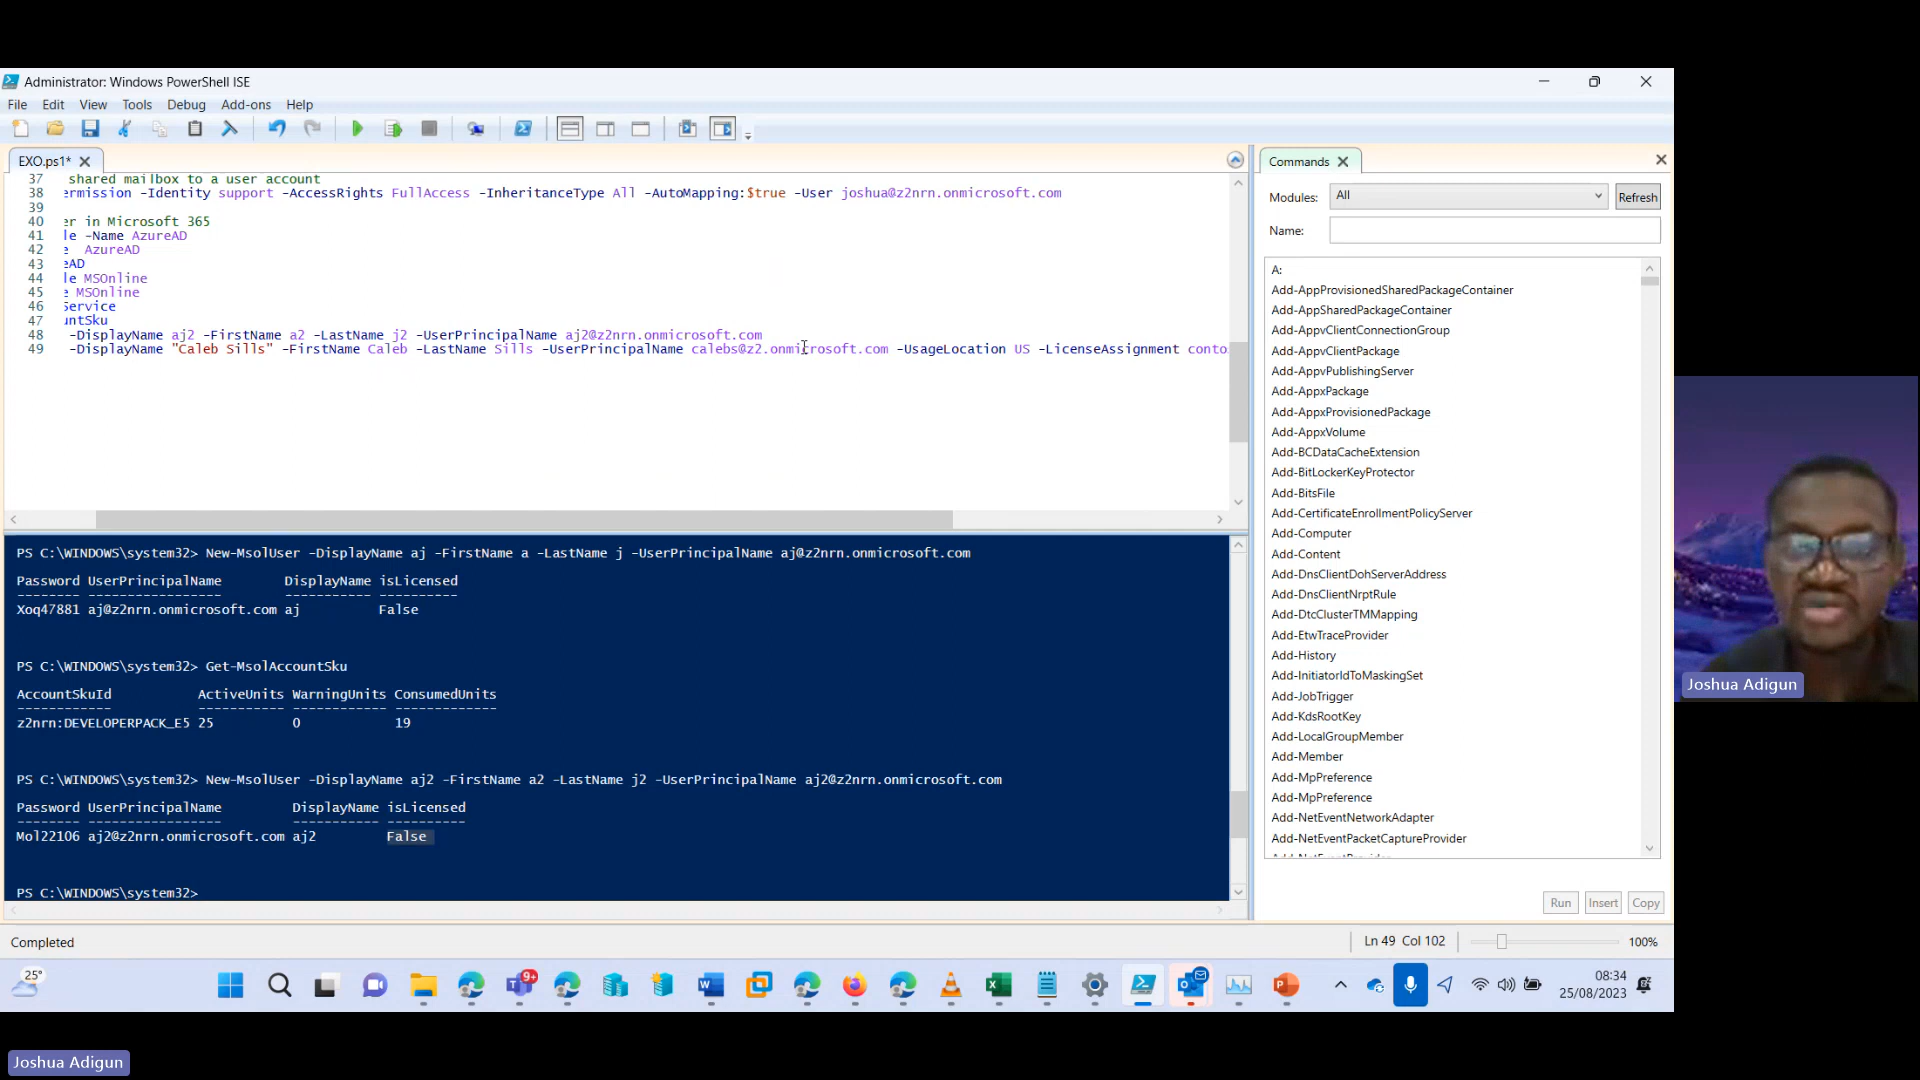 Administrator: Windows PowerShell ISE
File Edit View Tools Debug Add-ons Help
EXO.ps1*
37 shared mailbox to a user account
38 ermission -Identity support -AccessRights FullAccess -InheritanceType All -AutoMapping:$true -User joshua@z2nrn.onmicrosoft.com
39
40 er in Microsoft 365
41 le -Name AzureAD
42 e AzureAD
43 eAD
44 le MSOnline
45 e MSOnline
46 Service
47 untSku
48 -DisplayName aj2 -FirstName a2 -LastName j2 -UserPrincipalName aj2@z2nrn.onmicrosoft.com
49 -DisplayName "Caleb Sills" -FirstName Caleb -LastName Sills -UserPrincipalName calebs@z2.onmicrosoft.com -UsageLocation US -LicenseAssignment conto
PS C:\WINDOWS\system32> New-MsolUser -DisplayName aj -FirstName a -LastName j -UserPrincipalName aj@z2nrn.onmicrosoft.com
Password UserPrincipalName DisplayName isLicensed
-------- ----------------- ----------- ----------
Xoq47881 aj@z2nrn.onmicrosoft.com aj False
PS C:\WINDOWS\system32> Get-MsolAccountSku
AccountSkuId ActiveUnits WarningUnits ConsumedUnits
------------ ----------- ------------ -------------
z2nrn:DEVELOPERPACK_E5 25 0 19
PS C:\WINDOWS\system32> New-MsolUser -DisplayName aj2 -FirstName a2 -LastName j2 -UserPrincipalName aj2@z2nrn.onmicrosoft.com
Password UserPrincipalName DisplayName isLicensed
-------- ----------------- ----------- ----------
Mol22106 aj2@z2nrn.onmicrosoft.com aj2 False
PS C:\WINDOWS\system32>
Commands
Modules: All Refresh
Name:
A:
Add-AppProvisionedSharedPackageContainer
Add-AppSharedPackageContainer
Add-AppvClientConnectionGroup
Add-AppvClientPackage
Add-AppvPublishingServer
Add-AppxPackage
Add-AppxProvisionedPackage
Add-AppxVolume
Add-BCDataCacheExtension
Add-BitLockerKeyProtector
Add-BitsFile
Add-CertificateEnrollmentPolicyServer
Add-Computer
Add-Content
Add-DnsClientDohServerAddress
Add-DnsClientNrptRule
Add-DtcClusterTMMapping
Add-EtwTraceProvider
Add-History
Add-InitiatorIdToMaskingSet
Add-JobTrigger
Add-KdsRootKey
Add-LocalGroupMember
Add-Member
Add-MpPreference
Add-MpPreference
Add-NetEventNetworkAdapter
Add-NetEventPacketCaptureProvider
Run Insert Copy
Completed
Ln 49 Col 102
100%
25°
9+
08:34
25/08/2023
Joshua Adigun
Joshua Adigun